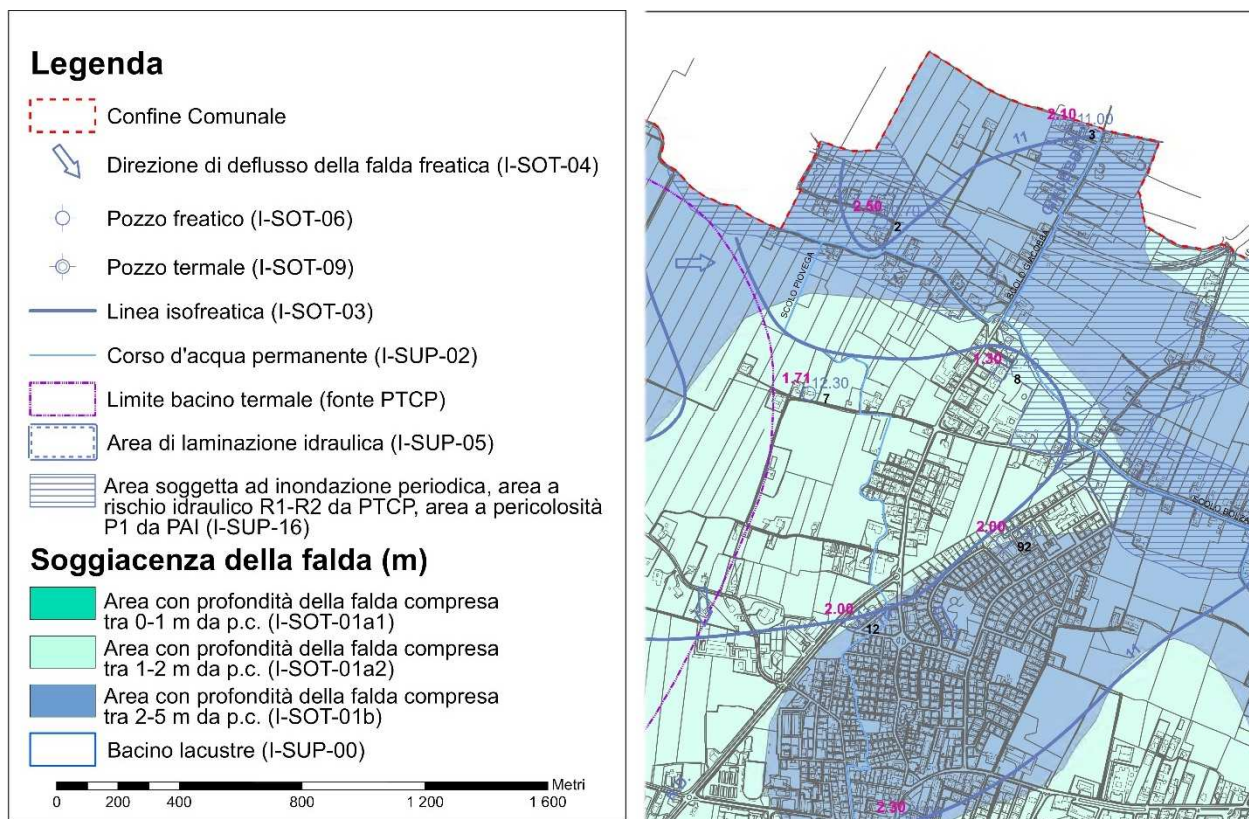 Legenda
Confine Comunale
Direzione di deflusso della falda freatica (I-SOT-04)
Pozzo freatico (I-SOT-06)
Pozzo termale (I-SOT-09)
Linea isofreatica (I-SOT-03)
Corso d'acqua permanente (I-SUP-02)
Limite bacino termale (fonte PTCP)
Area di laminazione idraulica (I-SUP-05)
Area soggetta ad inondazione periodica, area a
rischio idraulico R1-R2 da PTCP, area a pericolosità
P1 da PAI (I-SUP-16)
Soggiacenza della falda (m)
Area con profondità della falda compresa
tra 0-1 m da p.c. (I-SOT-01a1)
Area con profondità della falda compresa
tra 1-2 m da p.c. (I-SOT-01a2)
Area con profondità della falda compresa
tra 2-5 m da p.c. (I-SOT-01b)
Bacino lacustre (I-SUP-00)
Metri
0 200 400 800 1 200 1 600
2.10
11.00
3
11
2.50
2
SCOLO PIOVEGA
1.30
8
1.71
12.30
7
2.00
92
2.00
12
11
2.30